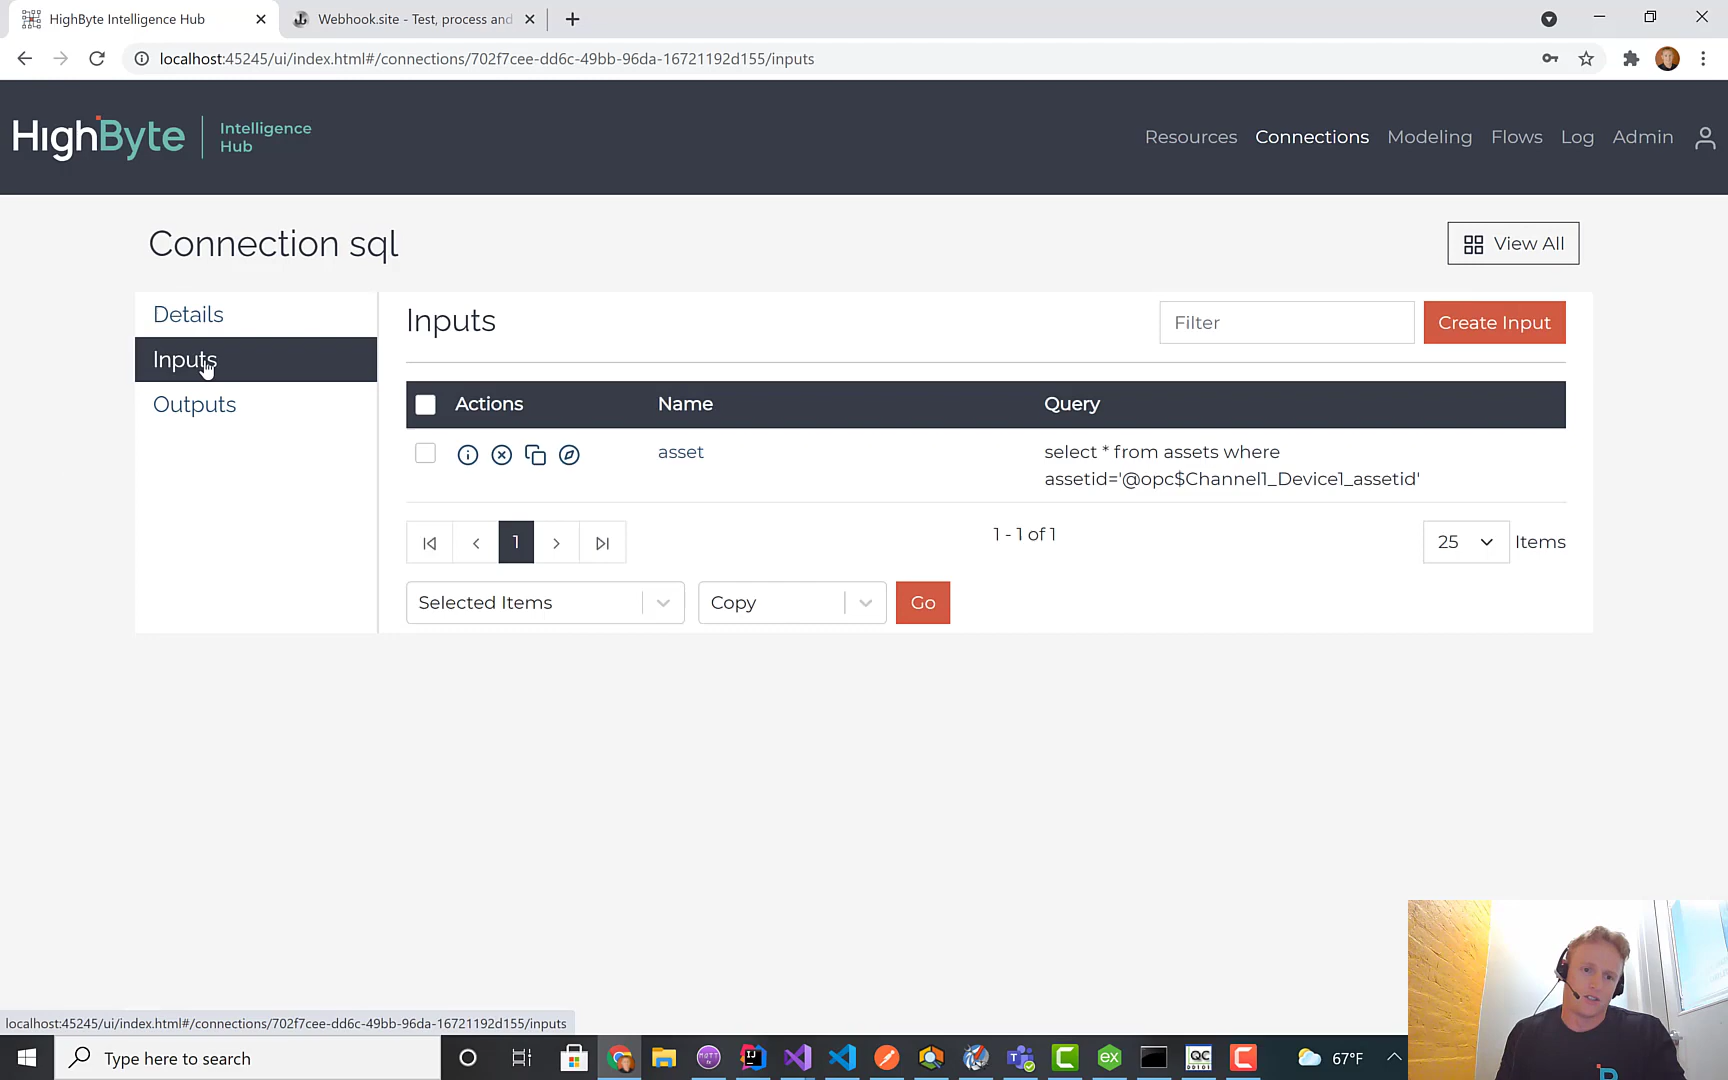 HighByte Intelligence Hub
Webhook.site - Test, process and
localhost:45245/ui/index.html#/connections/702f7cee-dd6c-49bb-96da-16721192d155/inputs
HighByte
Intelligence
Hub
Resources
Connections
Modeling
Flows
Log
Admin
Connection sql
View All
Details
Inputs
Outputs
Inputs
Filter
Create Input
Actions
Name
Query
asset
select * from assets where
assetid='@opc$Channel1_Device1_assetid'
1
1 - 1 of 1
25
Items
Selected Items
Copy
Go
localhost:45245/ui/index.html#/connections/702f7cee-dd6c-49bb-96da-16721192d155/inputs
Type here to search
67°F